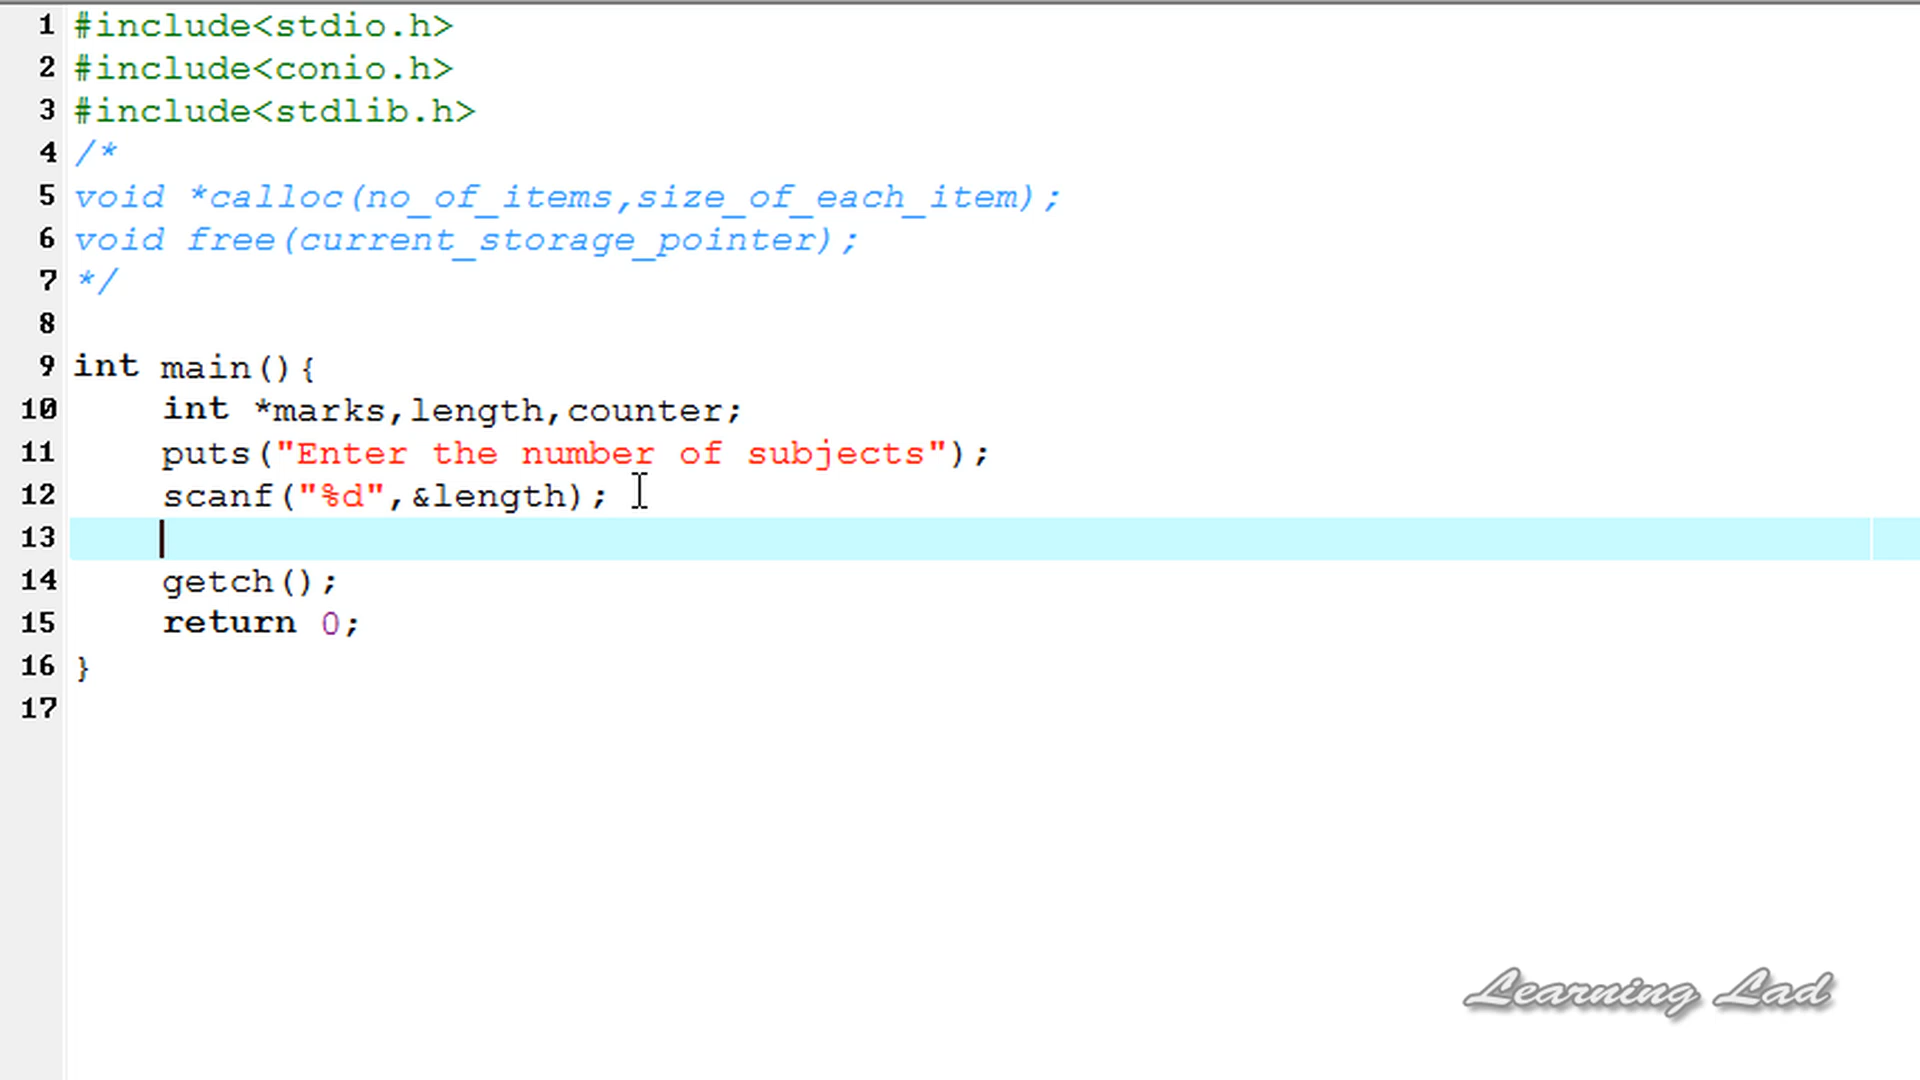 1 #include<stdio.h>
2 #include<conio.h>
3 #include<stdlib.h>
4 /*
5 void *calloc(no_of_items,size_of_each_item);
6 void free(current_storage_pointer);
7 */
8
9 int main(){
10     int *marks,length,counter;
11     puts("Enter the number of subjects");
12     scanf("%d",&length);
13
14     getch();
15     return 0;
16 }
17
Learning Lad